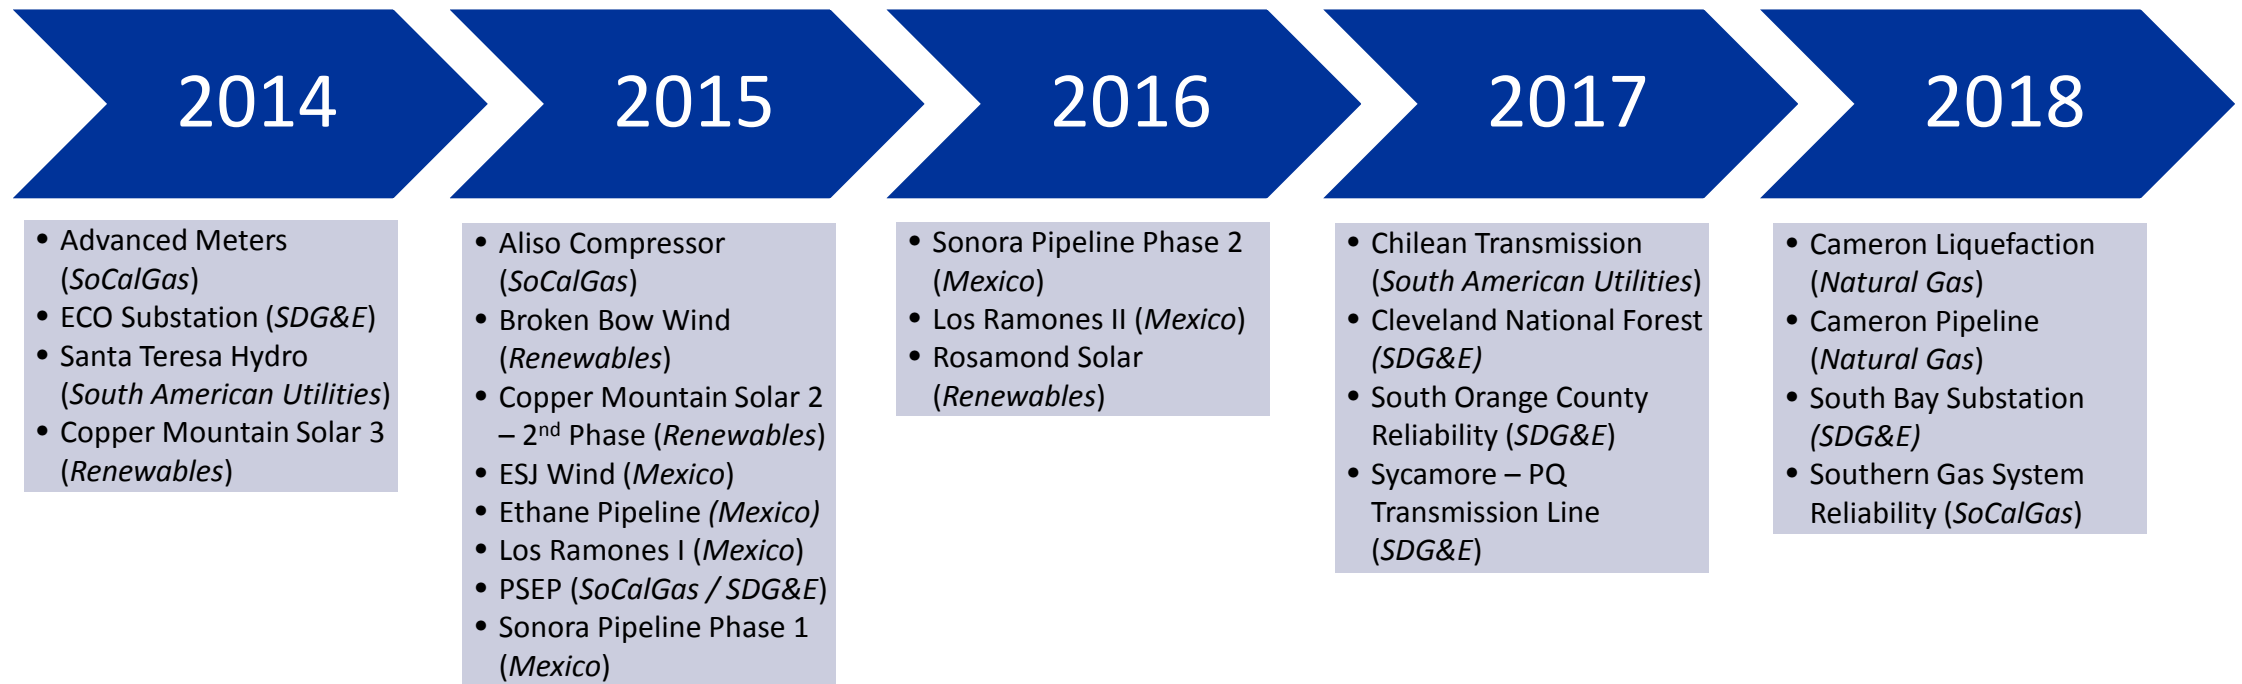 2014
2015
2016
2017
2018
• Advanced Meters
(SoCalGas)
• ECO Substation (SDG&E)
• Santa Teresa Hydro
(South American Utilities)
• Copper Mountain Solar 3
(Renewables)
• Aliso Compressor
(SoCalGas)
• Broken Bow Wind
(Renewables)
• Copper Mountain Solar 2
– 2nd Phase (Renewables)
• ESJ Wind (Mexico)
• Ethane Pipeline (Mexico)
• Los Ramones I (Mexico)
• PSEP (SoCalGas / SDG&E)
• Sonora Pipeline Phase 1
(Mexico)
• Sonora Pipeline Phase 2
(Mexico)
• Los Ramones II (Mexico)
• Rosamond Solar
(Renewables)
• Chilean Transmission
(South American Utilities)
• Cleveland National Forest
(SDG&E)
• South Orange County
Reliability (SDG&E)
• Sycamore – PQ
Transmission Line
(SDG&E)
• Cameron Liquefaction
(Natural Gas)
• Cameron Pipeline
(Natural Gas)
• South Bay Substation
(SDG&E)
• Southern Gas System
Reliability (SoCalGas)